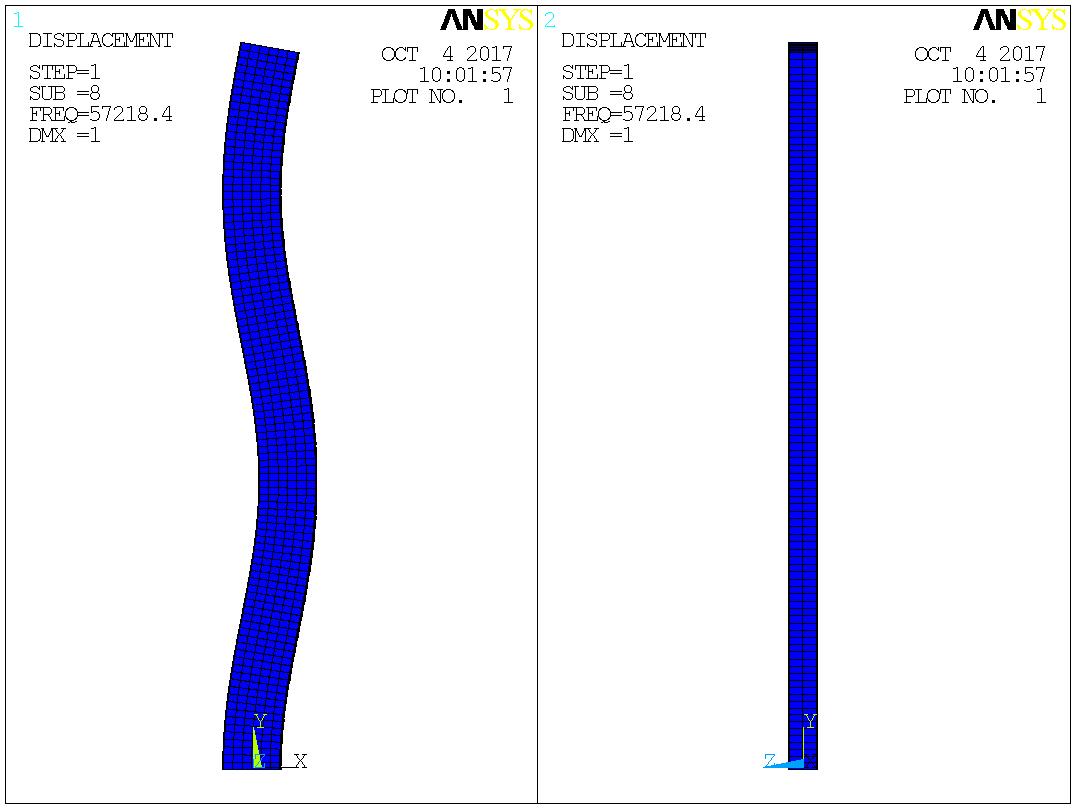 1
ANSYS
DISPLACEMENT
STEP=1
SUB =8
FREQ=57218.4
DMX =1
OCT 4 2017
10:01:57
PLOT NO. 1
Y
Z X
2
ANSYS
DISPLACEMENT
STEP=1
SUB =8
FREQ=57218.4
DMX =1
OCT 4 2017
10:01:57
PLOT NO. 1
Y
Z